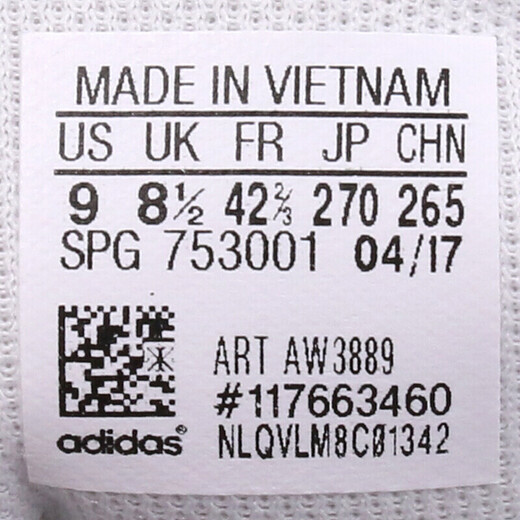 MADE IN VIETNAM
US UK FR JP CHN
9 8½ 42⅔ 270 265
SPG 753001 04/17
ART AW3889
#117663460
adidas® NLQVLM8C01342